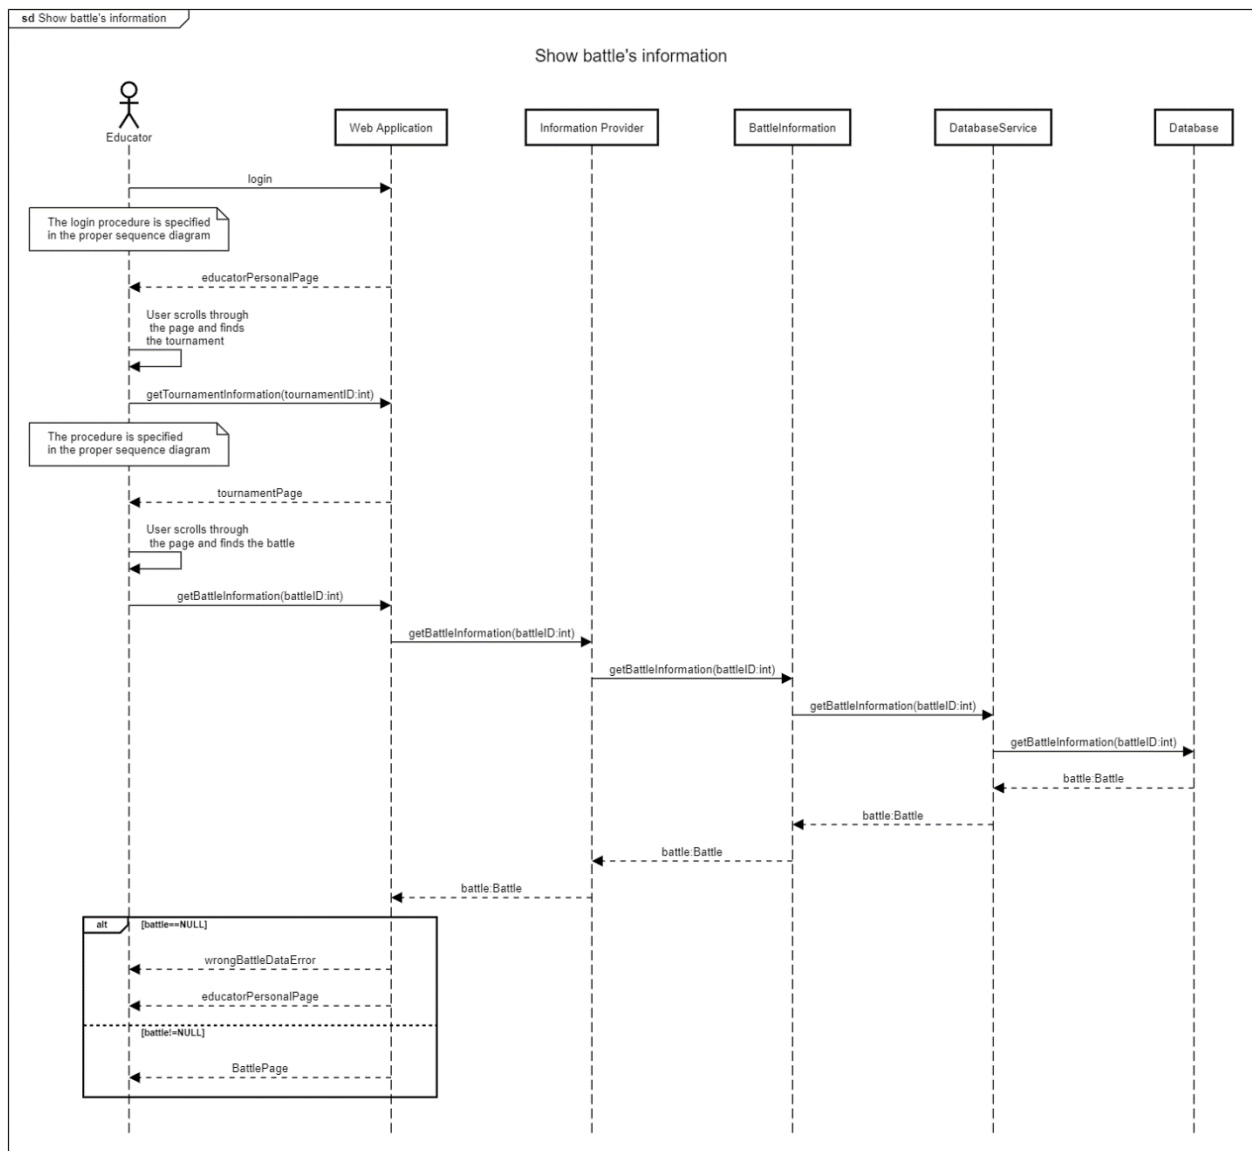 sd Show battle's information
Show battle's information
Educator
Web Application
Information Provider
BattleInformation
DatabaseService
Database
login
The login procedure is specified
in the proper sequence diagram
educatorPersonalPage
User scrolls through
the page and finds
the tournament
getTournamentInformation(tournamentID:int)
The procedure is specified
in the proper sequence diagram
tournamentPage
User scrolls through
the page and finds the battle
getBattleInformation(battleID:int)
getBattleInformation(battleID:int)
getBattleInformation(battleID:int)
getBattleInformation(battleID:int)
getBattleInformation(battleID:int)
battle:Battle
battle:Battle
battle:Battle
battle:Battle
alt [battle==NULL]
wrongBattleDataError
educatorPersonalPage
[battle!=NULL]
BattlePage